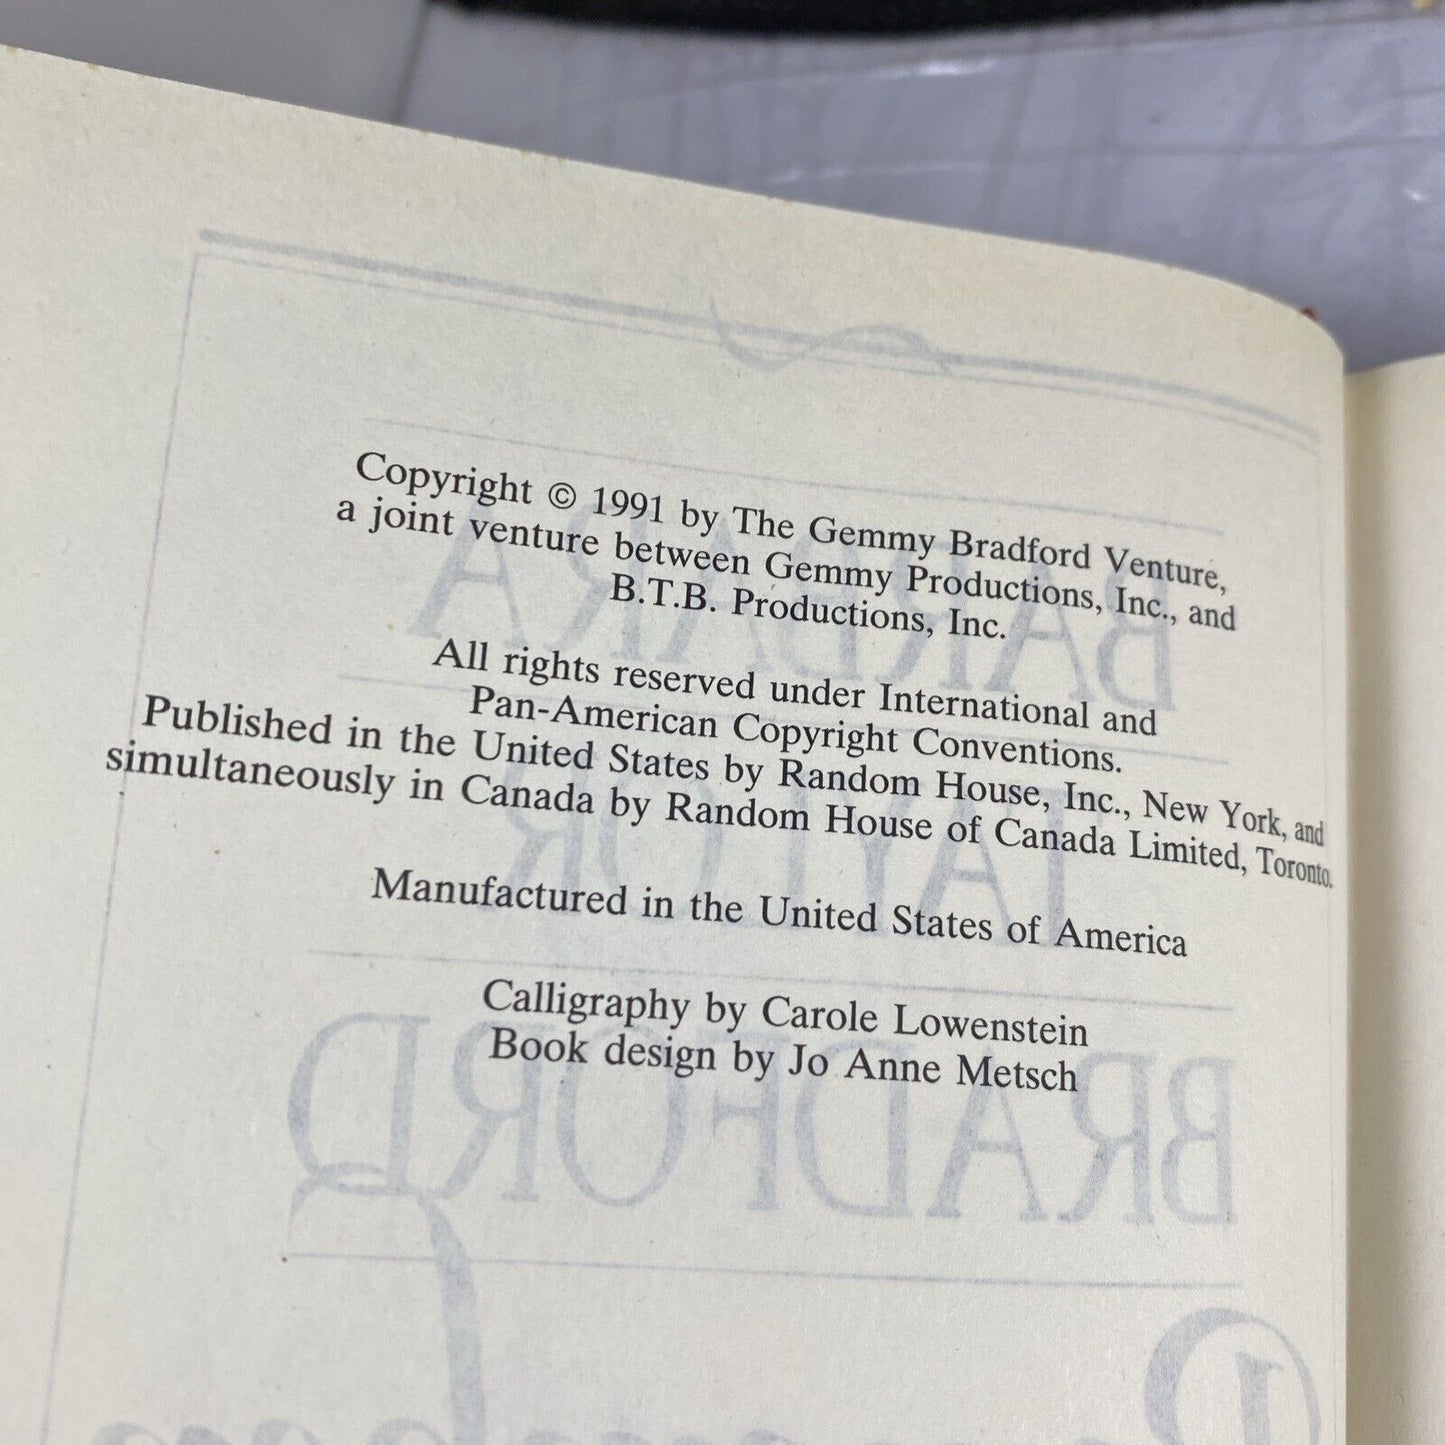 Copyright © 1991 by The Gemmy Bradford Venture,
a joint venture between Gemmy Productions, Inc., and
B.T.B. Productions, Inc.
All rights reserved under International and
Pan-American Copyright Conventions.
Published in the United States by Random House, Inc., New York, and
simultaneously in Canada by Random House of Canada Limited, Toronto.
Manufactured in the United States of America
Calligraphy by Carole Lowenstein
Book design by Jo Anne Metsch
BARBARA
TAYLOR
BRADFORD